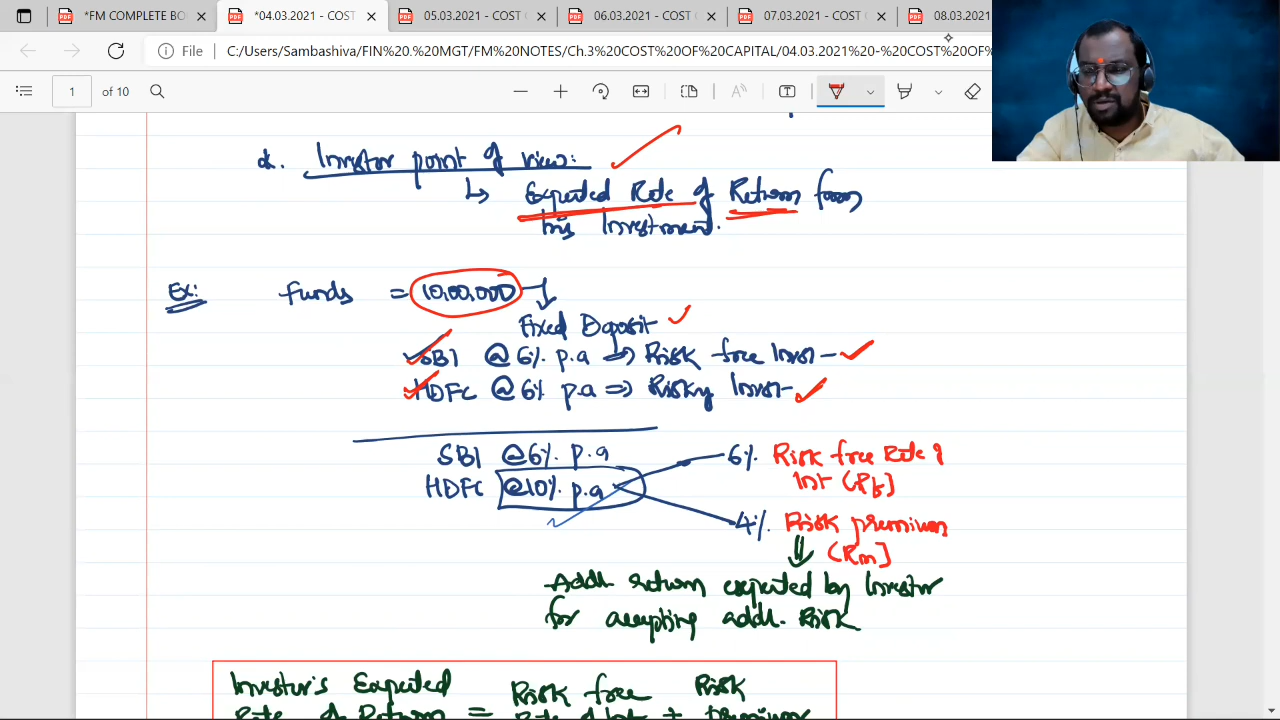 *FM COMPLETE BO
*04.03.2021 - COST O
05.03.2021 - COST O
06.03.2021 - COST O
07.03.2021 - COST O
08.03.2021
File
C:/Users/Sambashiva/FIN%20.%20MGT/FM%20NOTES/Ch.3%20COST%20OF%20CAPITAL/04.03.2021%20-%20COST%20OF%
1 of 10
2. Investor point of view:
↳ Expected Rate of Return from
his Investment.
Ex: Funds = 10,00,000
Fixed Deposit
SBI @ 6% p.a ⇒ Risk free Invst-
HDFC @ 6% p.a ⇒ Risky Invst-
SBI @ 6% p.a
HDFC @10% p.a
6% Risk free Rate of
Int (Rf)
4% Risk premium
(Rm)
Addl. return expected by Investor
for accepting addl. Risk
Investor's Expected Risk free Risk
Rate of Return = Rate of Int + Premium